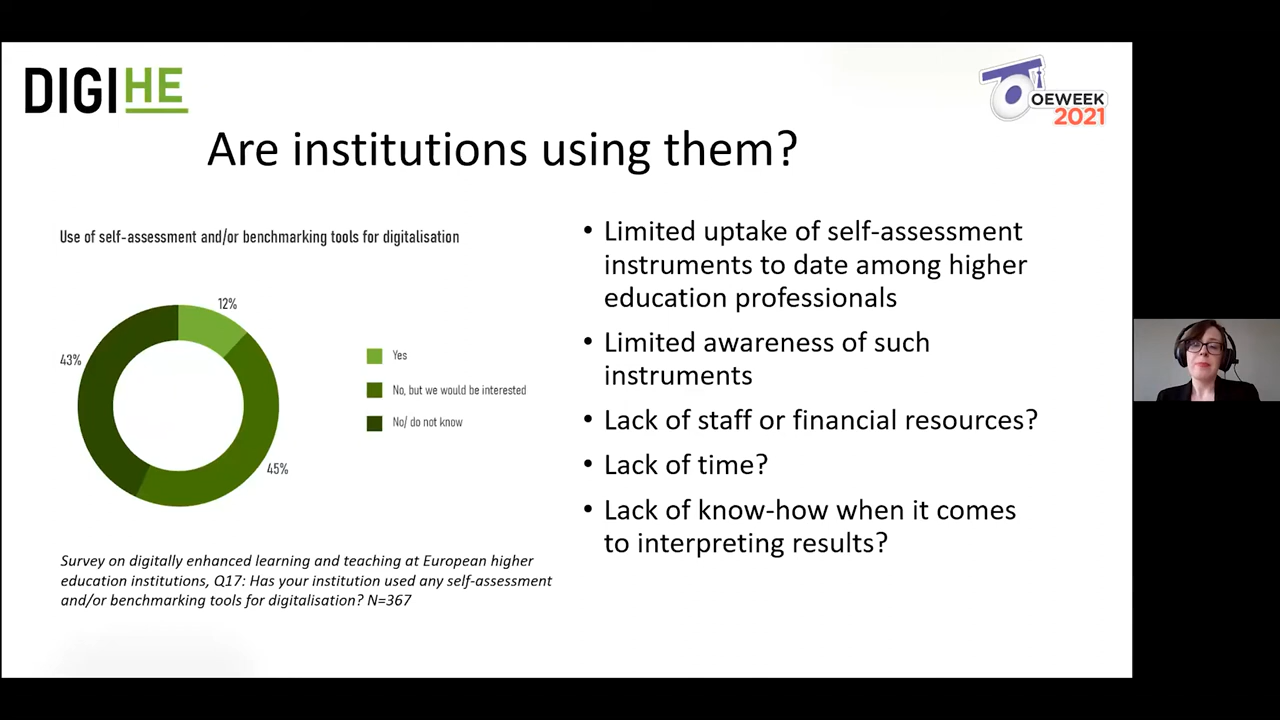 DIGIHE
OEWEEK
2021
Are institutions using them?
Use of self-assessment and/or benchmarking tools for digitalisation
12%
43%
45%
Yes
No, but we would be interested
No/ do not know
Survey on digitally enhanced learning and teaching at European higher
education institutions, Q17: Has your institution used any self-assessment
and/or benchmarking tools for digitalisation? N=367
• Limited uptake of self-assessment
instruments to date among higher
education professionals
• Limited awareness of such
instruments
• Lack of staff or financial resources?
• Lack of time?
• Lack of know-how when it comes
to interpreting results?